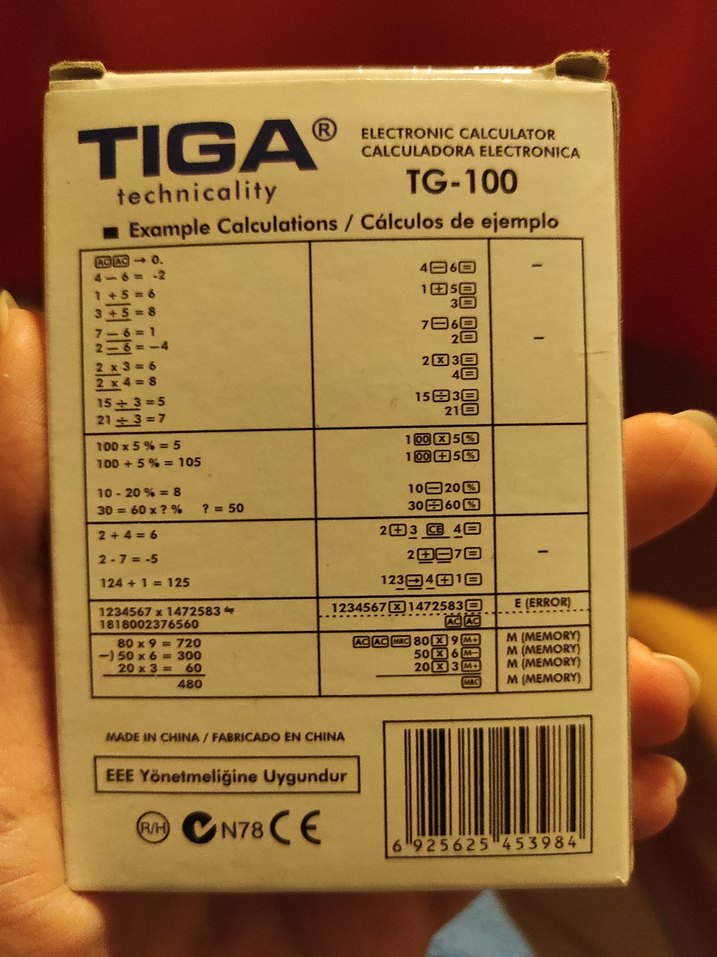 TIGA®
technicality
ELECTRONIC CALCULATOR
CALCULADORA ELECTRONICA
TG-100
■ Example Calculations / Cálculos de ejemplo
AC AC → 0.
4 – 6 = -2 4 – 6 = –
1 + 5 = 6 1 + 5 =
3 + 5 = 8 3 =
7 – 6 = 1 7 – 6 =
2 – 6 = –4 2 = –
2 x 3 = 6 2 x 3 =
2 x 4 = 8 4 =
15 ÷ 3 = 5 15 ÷ 3 =
21 ÷ 3 = 7 21 =
100 x 5 % = 5 1 00 x 5 %
100 + 5 % = 105 1 00 + 5 %
10 - 20 % = 8 10 – 20 %
30 = 60 x ? % ? = 50 30 ÷ 60 %
2 + 4 = 6 2 + 3 CE 4 =
2 - 7 = -5 2 + – 7 = –
124 + 1 = 125 123 → 4 + 1 =
1234567 x 1472583 ≒ 1234567 x 1472583 = E (ERROR)
1818002376560 AC AC
80 x 9 = 720 AC AC MRC 80 x 9 M+ M (MEMORY)
–) 50 x 6 = 300 50 x 6 M– M (MEMORY)
20 x 3 = 60 20 x 3 M+ M (MEMORY)
480 MRC M (MEMORY)
MADE IN CHINA / FABRICADO EN CHINA
EEE Yönetmeliğine Uygundur
R/H N78 CE
6 925625 453984